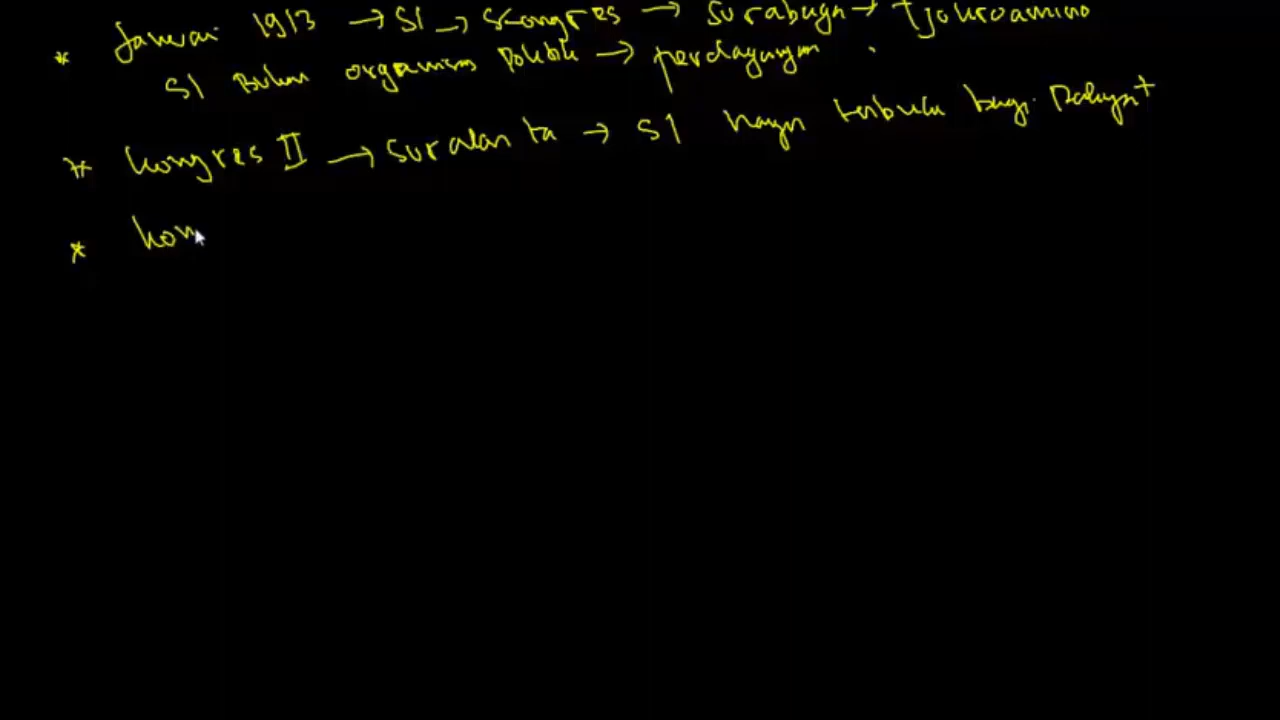 * Januari 1913 → SI → Kongres → Surabaya → Tjokroamino
SI Bukan organisasi Politik → perdagangan .
* Kongres II → Surakarta → SI hanya terbuka bagi Rakyat
* kon